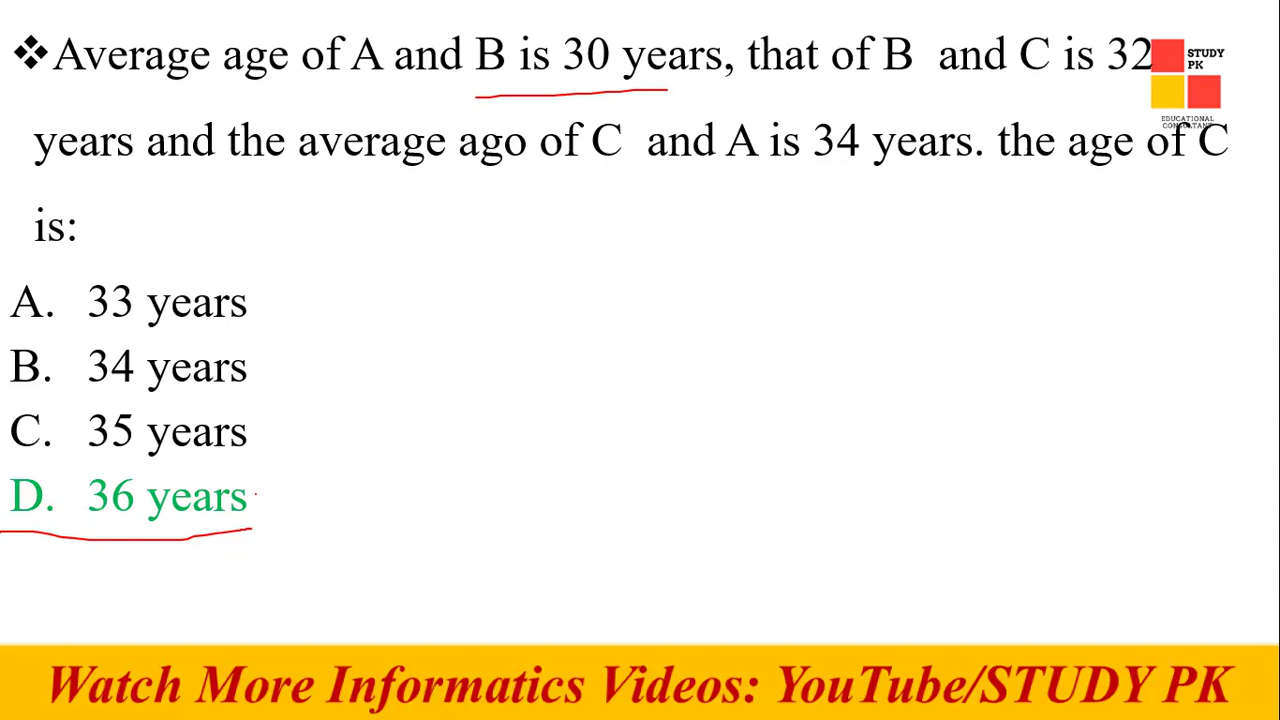 ❖Average age of A and B is 30 years, that of B and C is 32
STUDY
PK
EDUCATIONAL
CONSULTANT
years and the average ago of C and A is 34 years. the age of C
is:
A. 33 years
B. 34 years
C. 35 years
D. 36 years
Watch More Informatics Videos: YouTube/STUDY PK